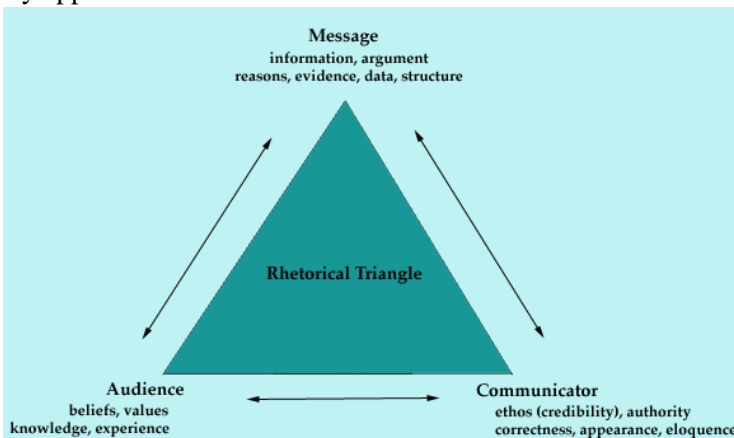 Message
information, argument
reasons, evidence, data, structure
Rhetorical Triangle
Audience
beliefs, values
knowledge, experience
Communicator
ethos (credibility), authority
correctness, appearance, eloquence